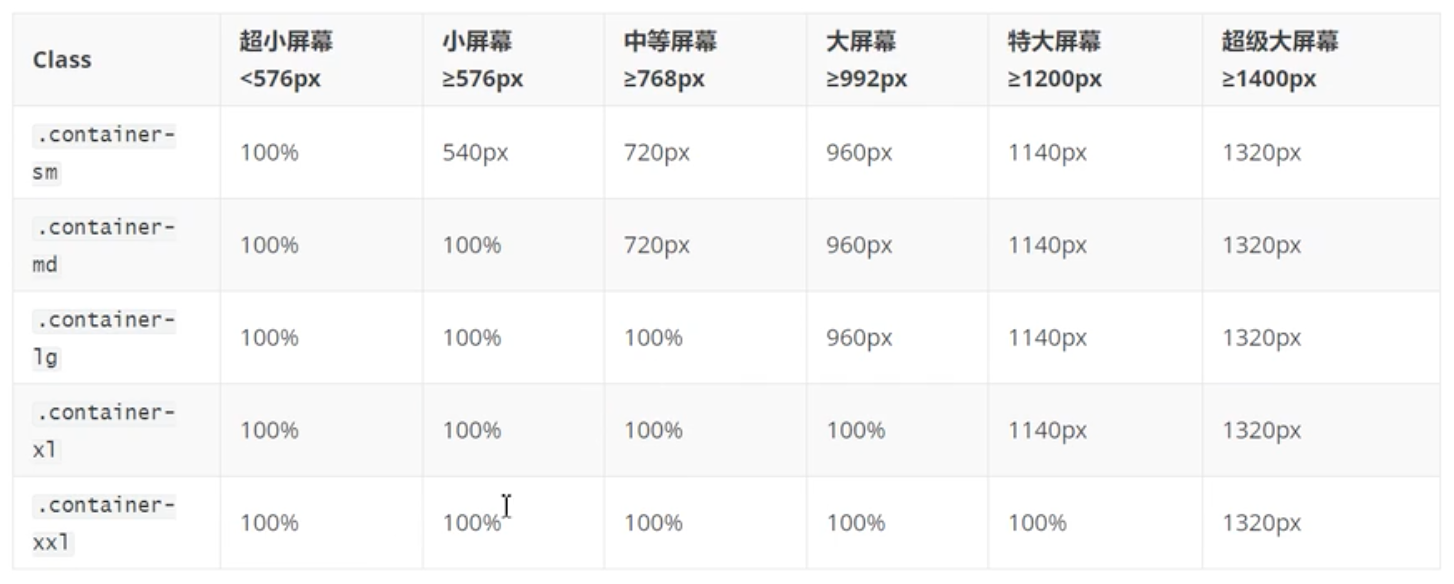 Class 超小屏幕 小屏幕 中等屏幕 大屏幕 特大屏幕 超级大屏幕
<576px ≥576px ≥768px ≥992px ≥1200px ≥1400px
.container-
sm 100% 540px 720px 960px 1140px 1320px
.container-
md 100% 100% 720px 960px 1140px 1320px
.container-
lg 100% 100% 100% 960px 1140px 1320px
.container-
xl 100% 100% 100% 100% 1140px 1320px
.container-
xxl 100% 100% 100% 100% 100% 1320px